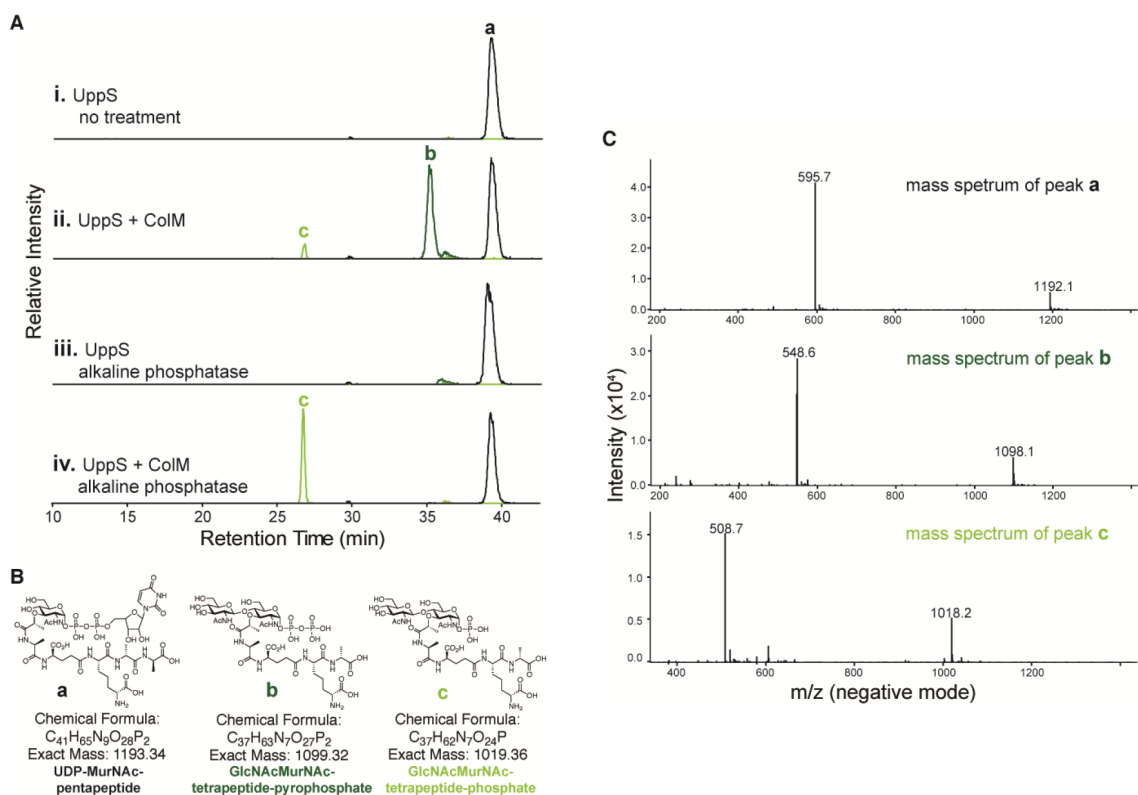 A
a
i. UppS
no treatment
b
ii. UppS + ColM
c
iii. UppS
alkaline phosphatase
c
iv. UppS + ColM
alkaline phosphatase
Relative Intensity
10 15 20 25 30 35 40
Retention Time (min)
B
a
Chemical Formula:
C₄₁H₆₅N₉O₂₈P₂
Exact Mass: 1193.34
UDP-MurNAc-
pentapeptide
b
Chemical Formula:
C₃₇H₆₃N₇O₂₇P₂
Exact Mass: 1099.32
GlcNAcMurNAc-
tetrapeptide-pyrophosphate
c
Chemical Formula:
C₃₇H₆₂N₇O₂₄P
Exact Mass: 1019.36
GlcNAcMurNAc-
tetrapeptide-phosphate
C
mass spetrum of peak a
595.7
1192.1
4.0
3.0
2.0
1.0
0.0
200 400 600 800 1000 1200
mass spectrum of peak b
548.6
1098.1
3.0
2.0
1.0
0.0
200 400 600 800 1000 1200
mass spectrum of peak c
508.7
1018.2
1.5
1.0
0.5
0.0
400 600 800 1000 1200
Intensity (x10⁴)
m/z (negative mode)